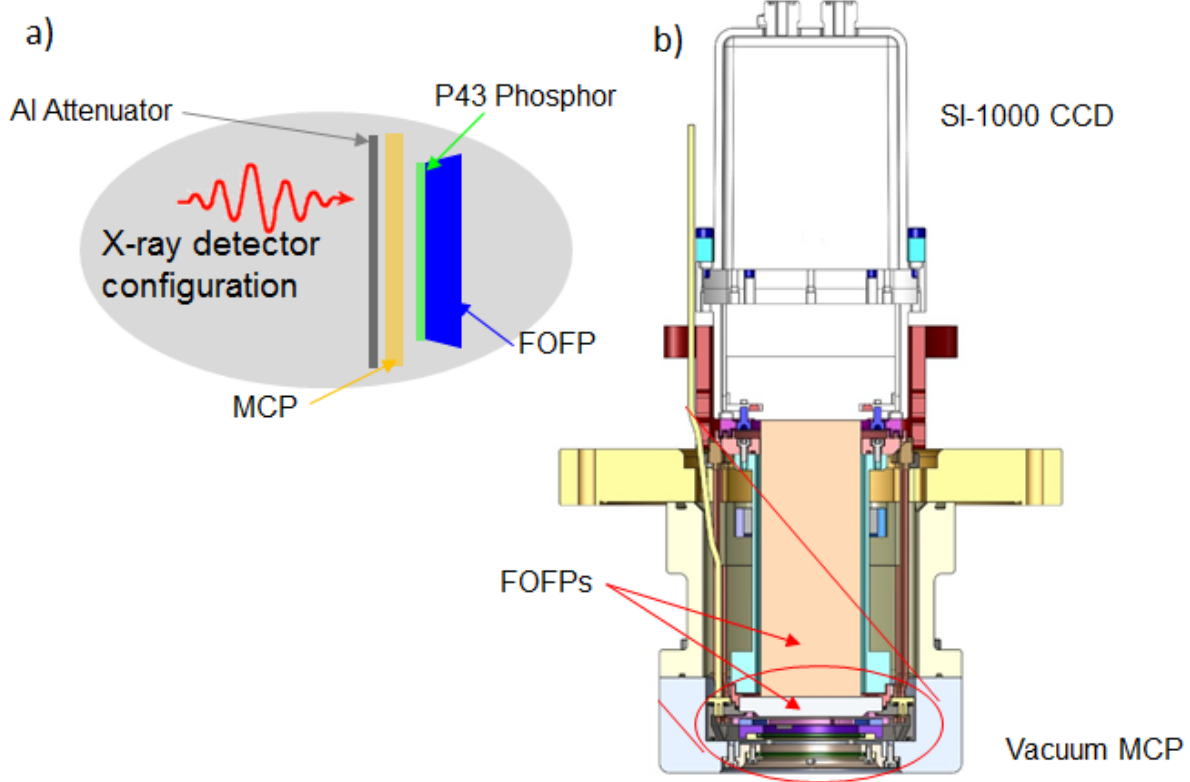 a)
Al Attenuator
P43 Phosphor
X-ray detector
configuration
FOFP
MCP
b)
SI-1000 CCD
FOFPs
Vacuum MCP